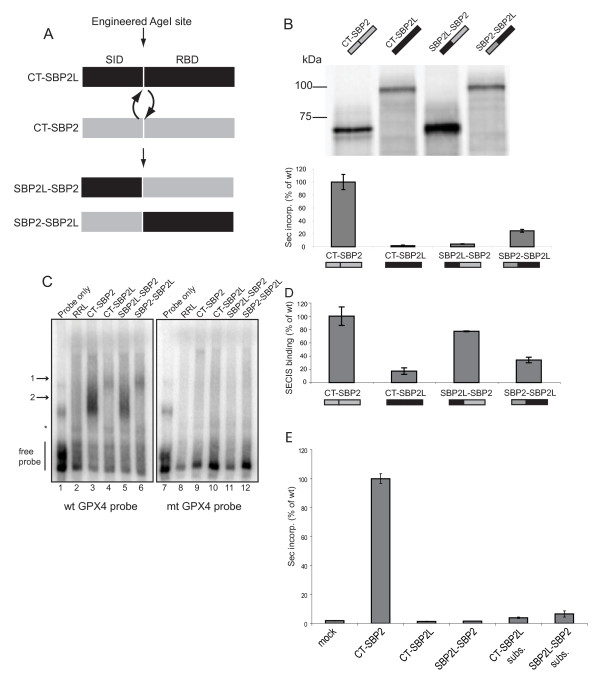 A
Engineered AgeI site
SID RBD
CT-SBP2L
CT-SBP2
SBP2L-SBP2
SBP2-SBP2L
B
CT-SBP2 CT-SBP2L SBP2L-SBP2 SBP2-SBP2L
kDa
100
75
Sec incorp. (% of wt)
120
100
80
60
40
20
0
CT-SBP2 CT-SBP2L SBP2L-SBP2 SBP2-SBP2L
C
Probe only RRL CT-SBP2 CT-SBP2L SBP2L-SBP2 SBP2-SBP2L
Probe only RRL CT-SBP2 CT-SBP2L SBP2L-SBP2 SBP2-SBP2L
1
2
*
free
probe
1 2 3 4 5 6 7 8 9 10 11 12
wt GPX4 probe mt GPX4 probe
D
SECIS binding (% of wt)
120
100
80
60
40
20
0
CT-SBP2 CT-SBP2L SBP2L-SBP2 SBP2-SBP2L
E
Sec incorp. (% of wt)
120
100
80
60
40
20
0
mock CT-SBP2 CT-SBP2L SBP2L-SBP2 CT-SBP2L subs. SBP2L-SBP2 subs.